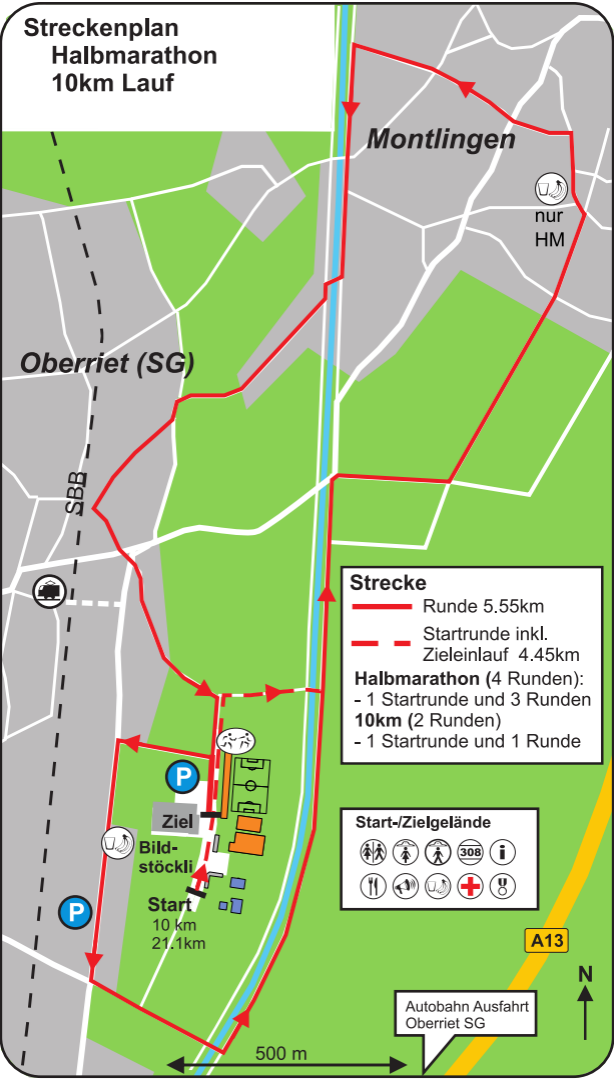 Streckenplan
Halbmarathon
10km Lauf
Montlingen
nur
HM
Oberriet (SG)
SBB
Strecke
Runde 5.55km
Startrunde inkl.
Zieleinlauf 4.45km
Halbmarathon (4 Runden):
- 1 Startrunde und 3 Runden
10km (2 Runden)
- 1 Startrunde und 1 Runde
P
Ziel
Bild-
stöckli
P
Start
10 km
21.1km
Start-/Zielgelände
308
i
A13
N
Autobahn Ausfahrt
Oberriet SG
500 m